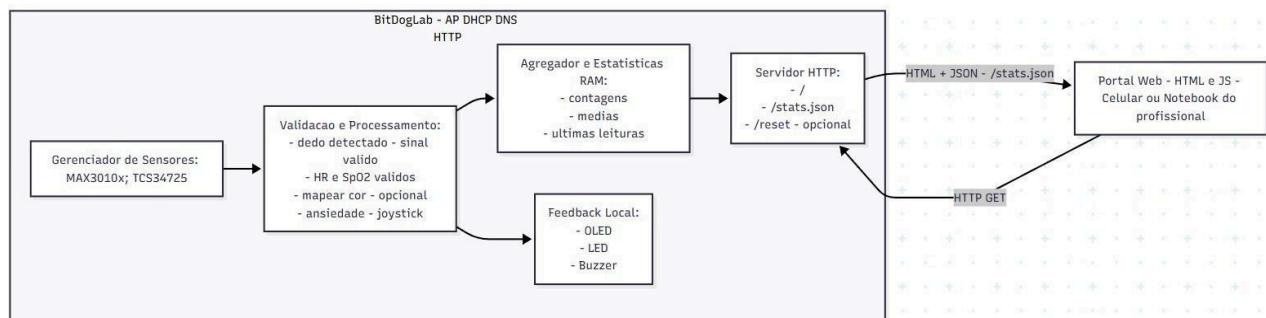 BitDogLab - AP DHCP DNS
HTTP
Gerenciador de Sensores:
MAX3010x; TCS34725
Validacao e Processamento:
- dedo detectado - sinal
valido
- HR e SpO2 validos
- mapear cor - opcional
- ansiedade - joystick
Agregador e Estatisticas
RAM:
- contagens
- medias
- ultimas leituras
Feedback Local:
- OLED
- LED
- Buzzer
Servidor HTTP:
- /
- /stats.json
- /reset - opcional
HTML + JSON - /stats.json
HTTP GET
Portal Web - HTML e JS -
Celular ou Notebook do
profissional